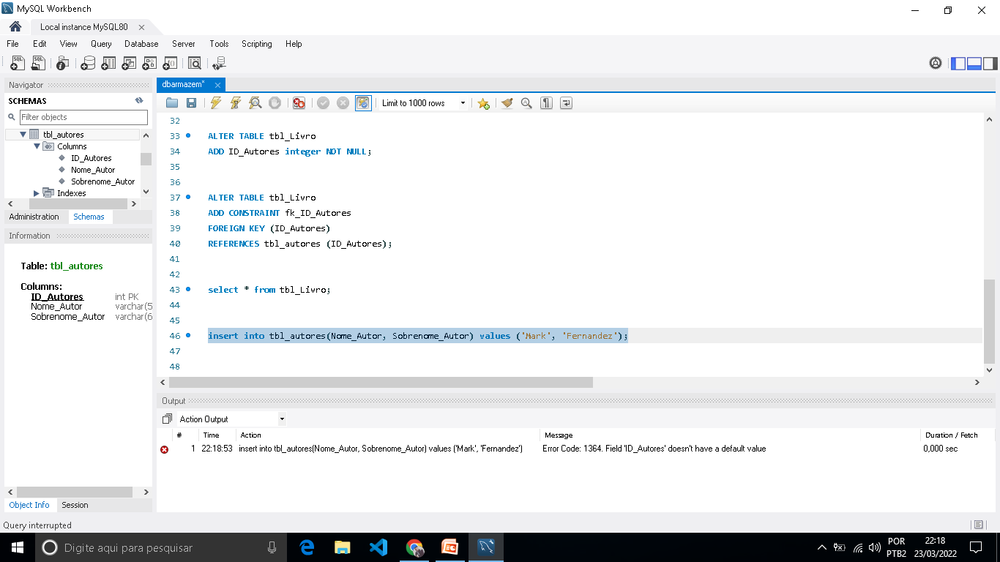 MySQL Workbench
Local instance MySQL80
File Edit View Query Database Server Tools Scripting Help
Navigator
SCHEMAS
Filter objects
tbl_autores
Columns
ID_Autores
Nome_Autor
Sobrenome_Autor
Indexes
Administration Schemas
Information
Table: tbl_autores
Columns:
ID_Autores int PK
Nome_Autor varchar(5
Sobrenome_Autor varchar(6
Object Info Session
dbarmazem*
Limit to 1000 rows
32
33 ALTER TABLE tbl_Livro
34 ADD ID_Autores integer NOT NULL;
35
36
37 ALTER TABLE tbl_Livro
38 ADD CONSTRAINT fk_ID_Autores
39 FOREIGN KEY (ID_Autores)
40 REFERENCES tbl_autores (ID_Autores);
41
42
43 select * from tbl_Livro;
44
45
46 insert into tbl_autores(Nome_Autor, Sobrenome_Autor) values ('Mark', 'Fernandez');
47
48
Output
Action Output
# Time Action Message Duration / Fetch
1 22:18:53 insert into tbl_autores(Nome_Autor, Sobrenome_Autor) values ('Mark', 'Fernandez') Error Code: 1364. Field 'ID_Autores' doesn't have a default value 0,000 sec
Query interrupted
Digite aqui para pesquisar
POR
PTB2
22:18
23/03/2022